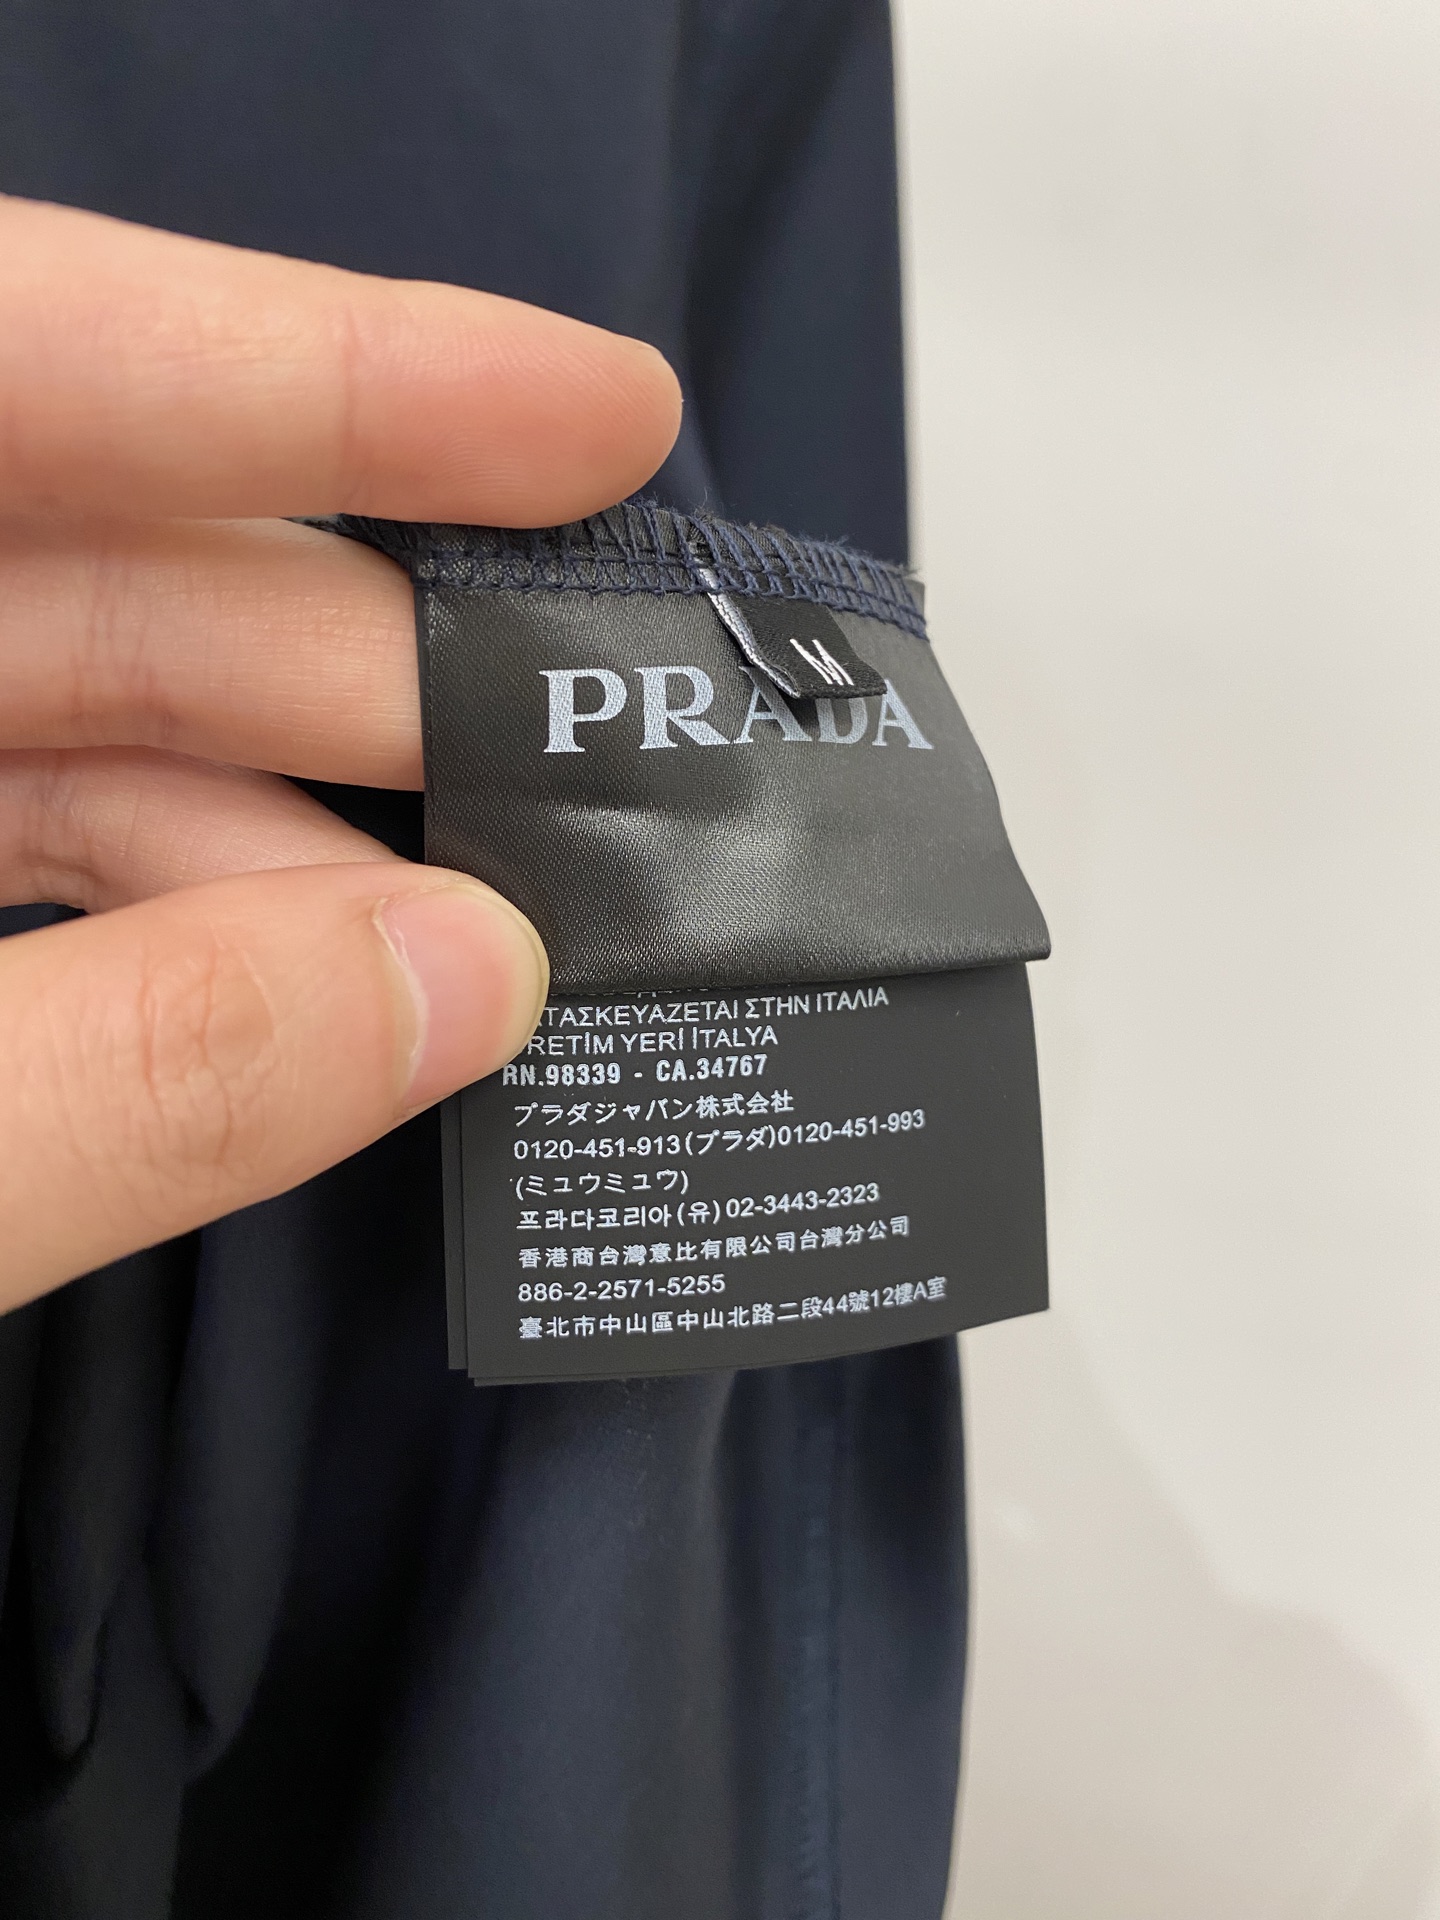 M
PRADA
ΣΤΗΝ ΙΤΑΛΙΑ
YERİ İTALYA
RN.98339 - CA.34767
プラダジャパン株式会社
0120-451-913(プラダ)0120-451-993
(ミュウミュウ)
프라다코리아(유)02-3443-2323
香港商台灣意比有限公司台灣分公司
886-2-2571-5255
臺北市中山區中山北路二段44號12樓A室